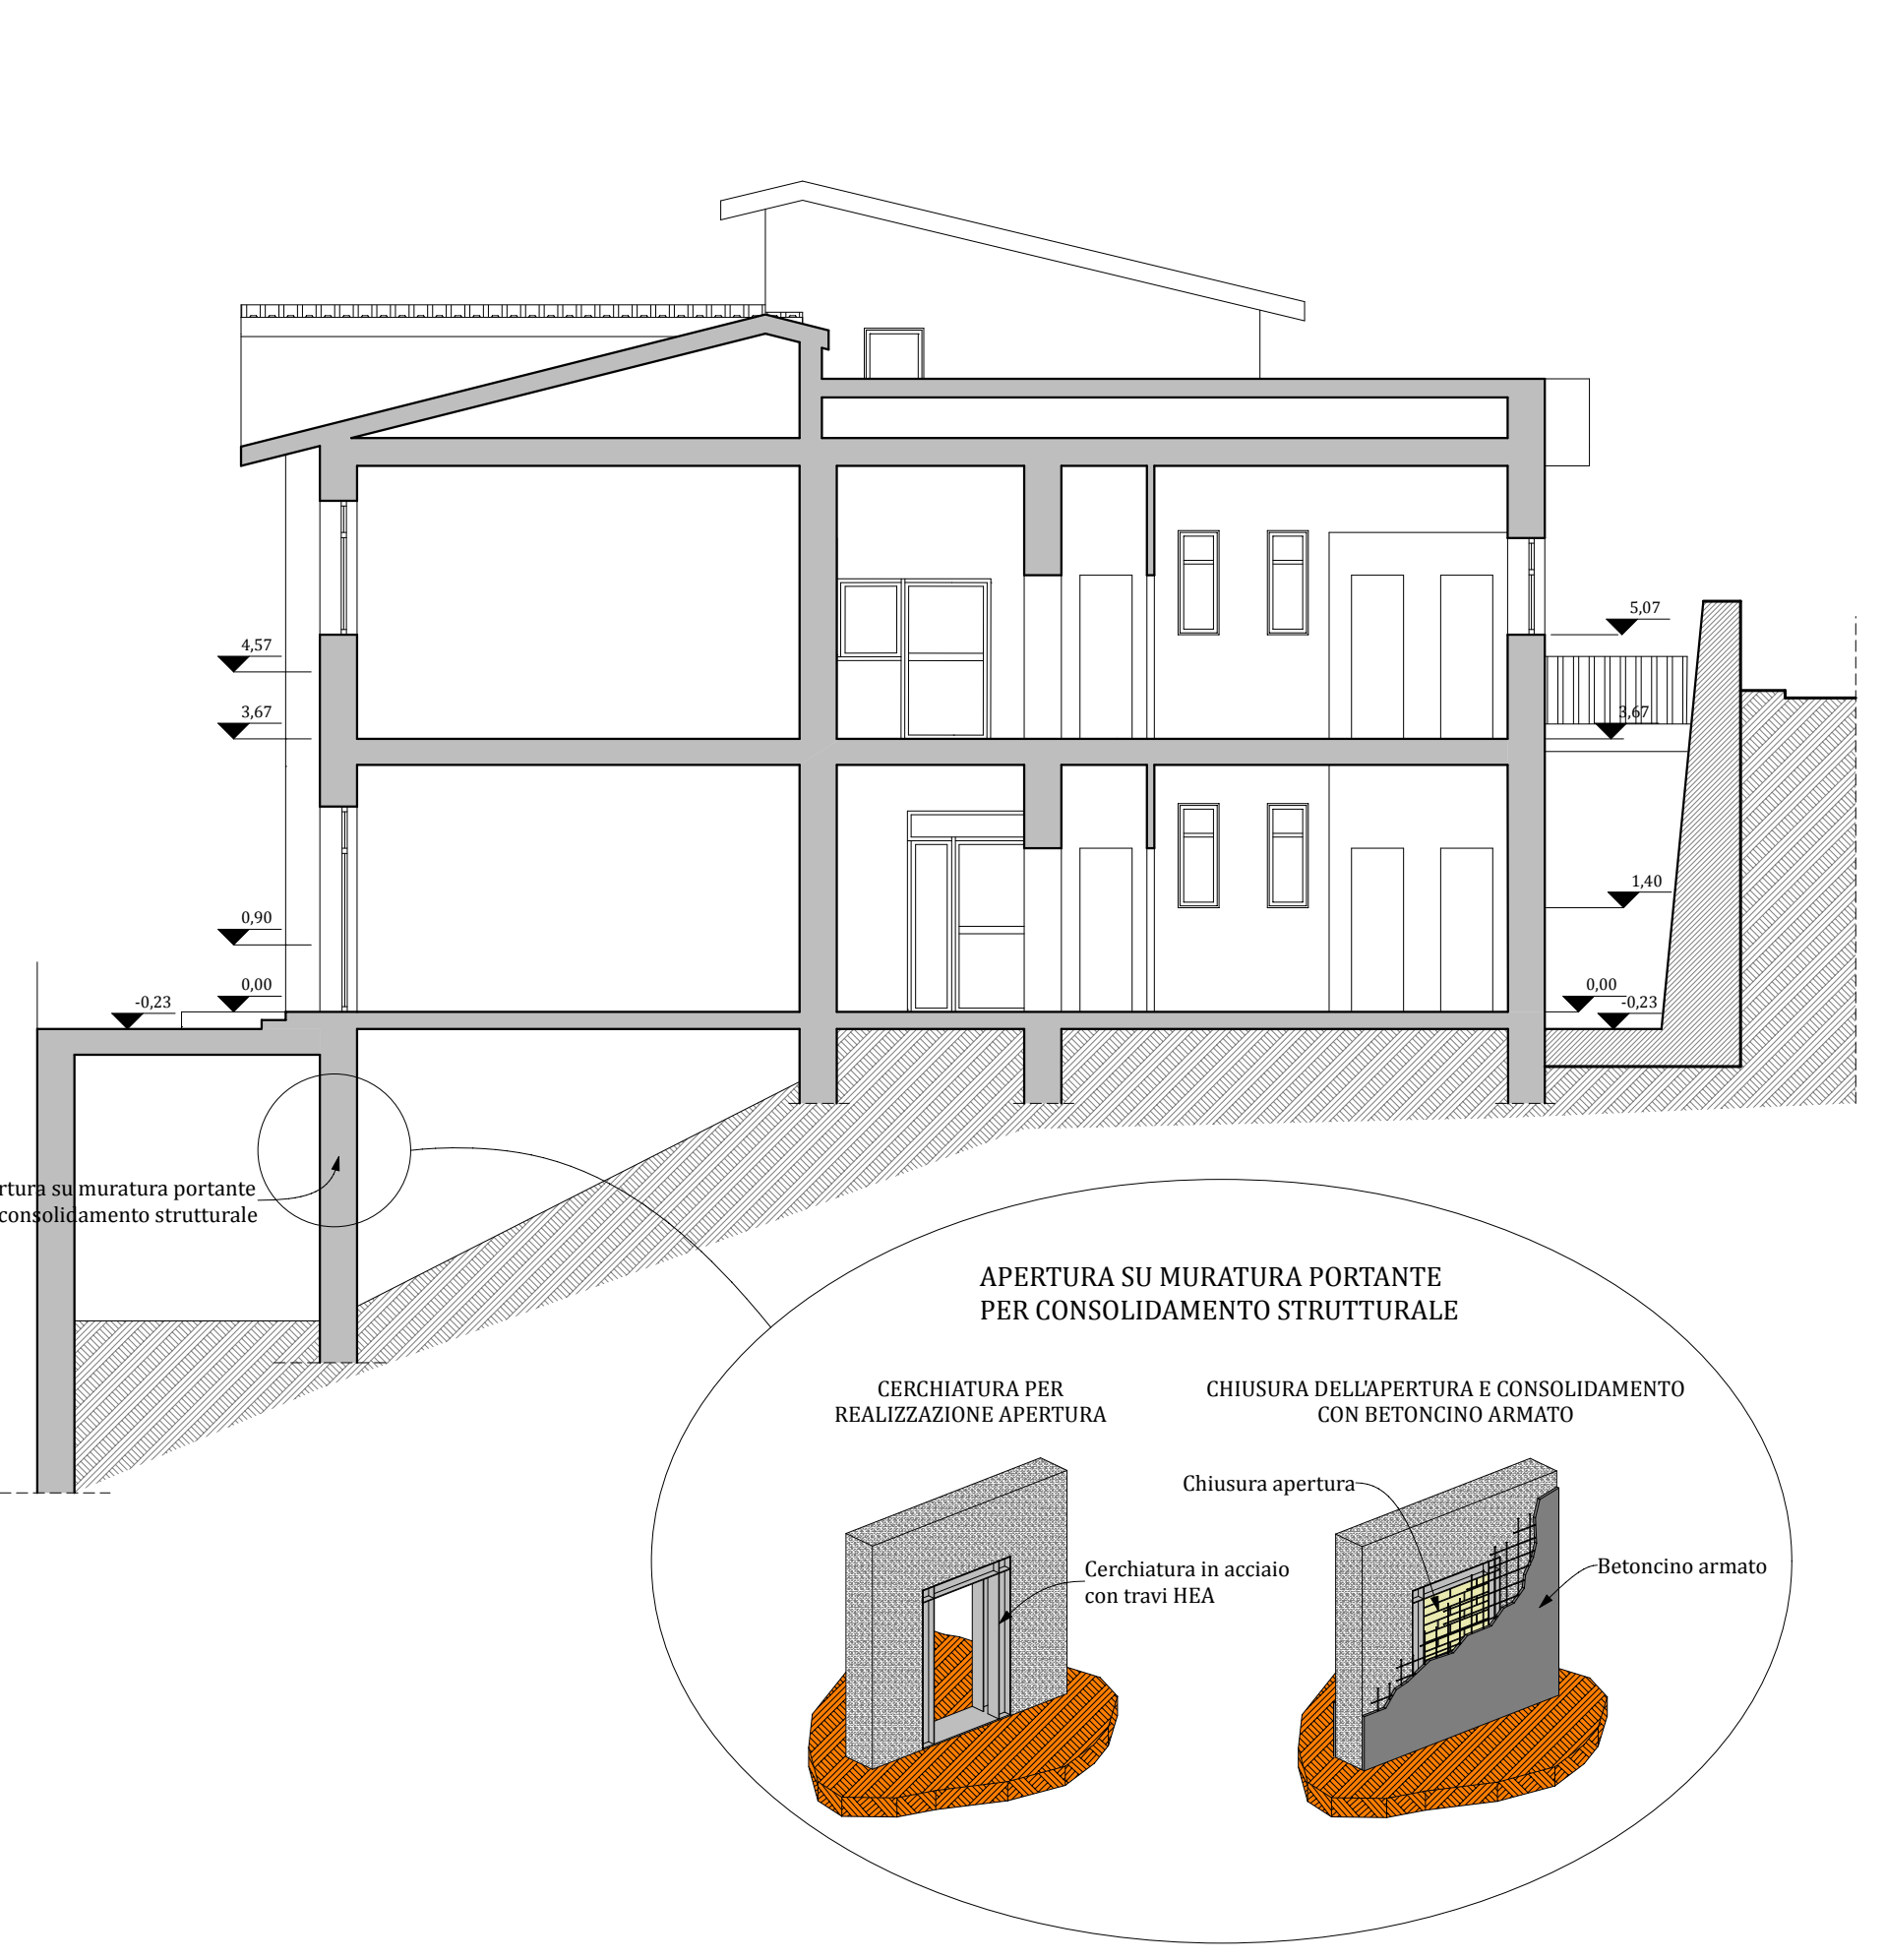 5,07
4,57
3,67
3,67
1,40
0,90
0,00
-0,23
0,00
-0,23
rtura su muratura portante
consolidamento strutturale
APERTURA SU MURATURA PORTANTE
PER CONSOLIDAMENTO STRUTTURALE
CERCHIATURA PER
REALIZZAZIONE APERTURA
CHIUSURA DELL'APERTURA E CONSOLIDAMENTO
CON BETONCINO ARMATO
Chiusura apertura
Cerchiatura in acciaio
con travi HEA
Betoncino armato